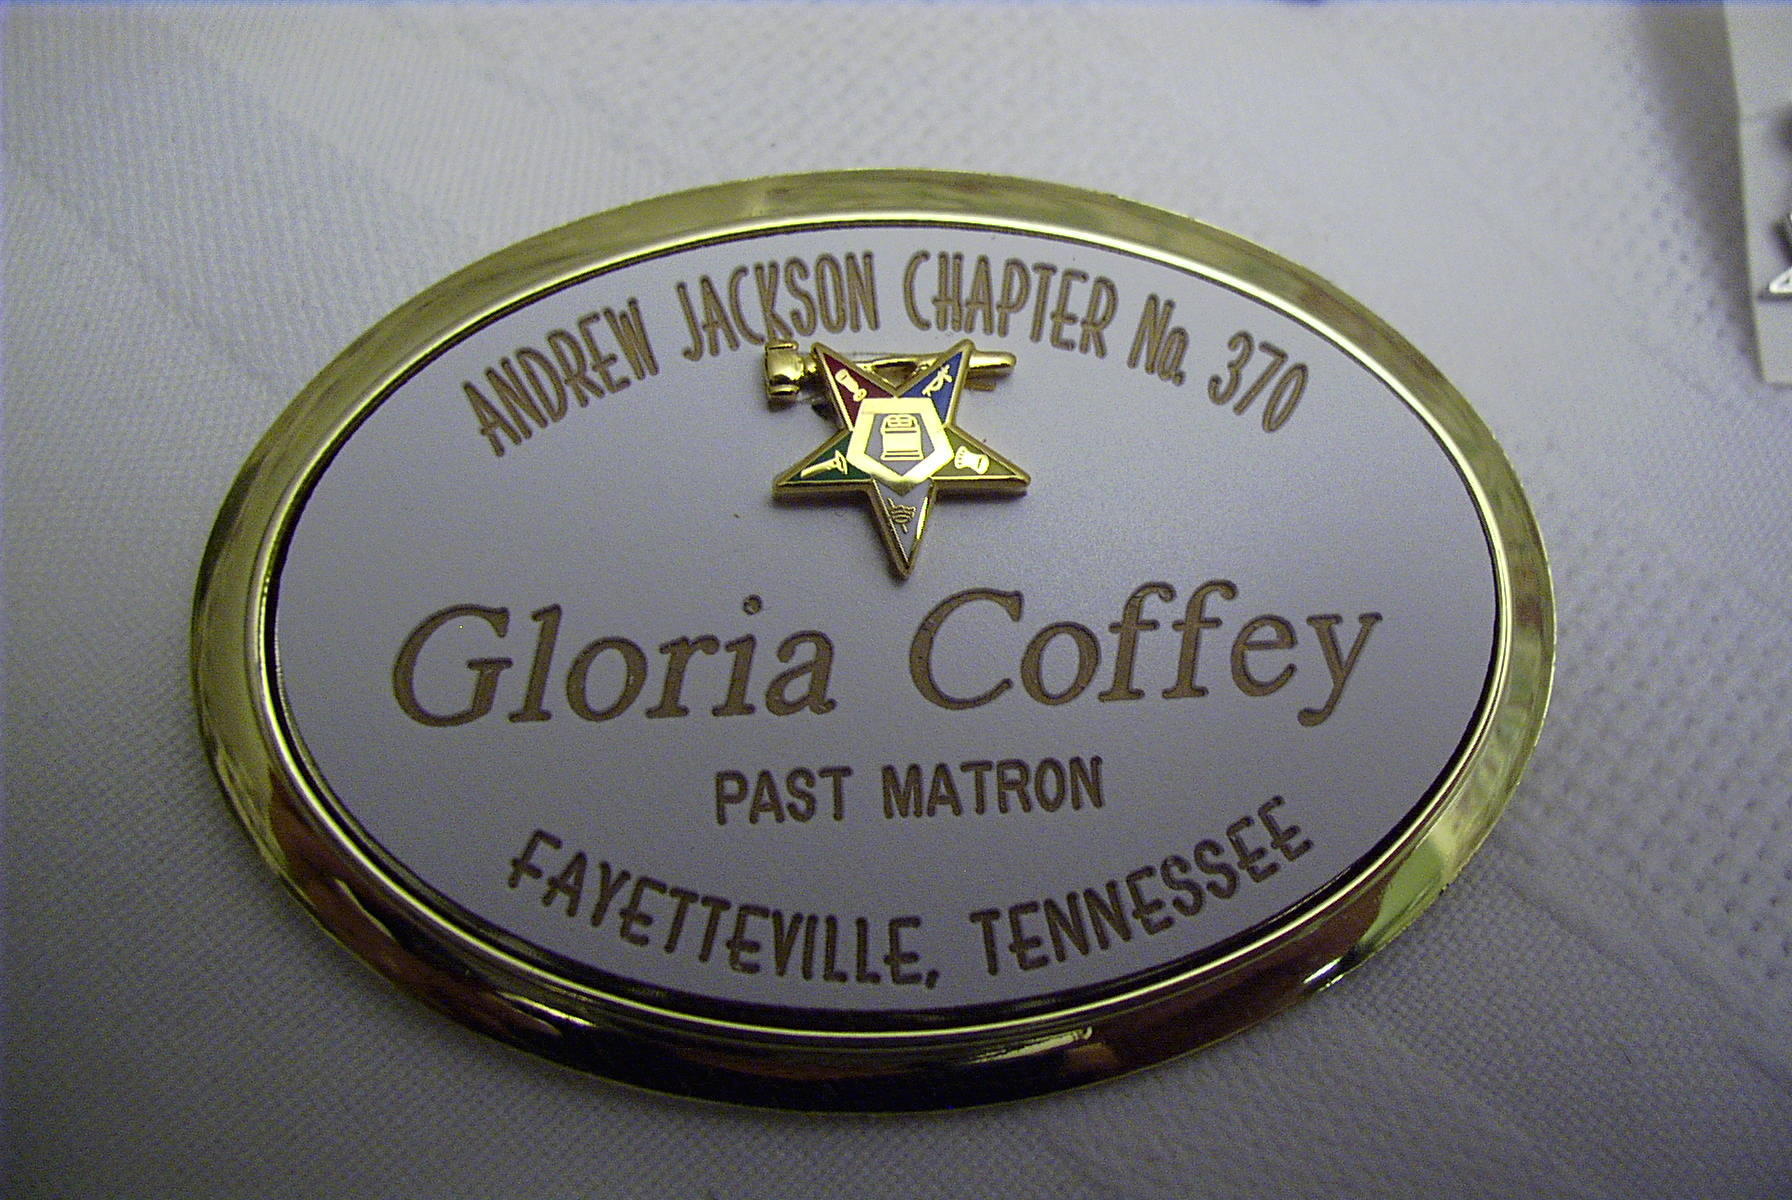 ANDREW JACKSON CHAPTER No. 370
Gloria Coffey
PAST MATRON
FAYETTEVILLE, TENNESSEE